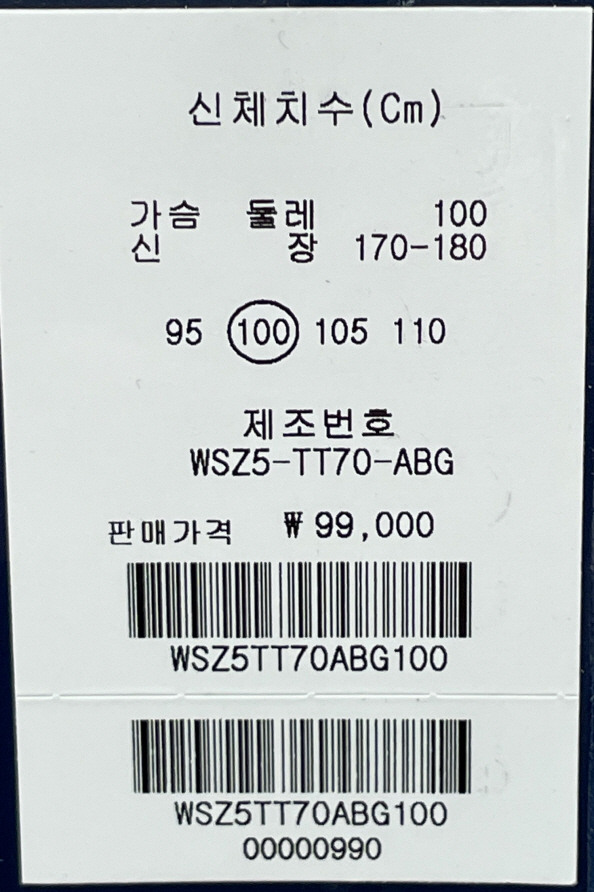 신체치수(Cm)
가슴 둘레 100
신 장 170-180
95 100 105 110
제조번호
WSZ5-TT70-ABG
판매가격 ₩99,000
WSZ5TT70ABG100
WSZ5TT70ABG100
00000990